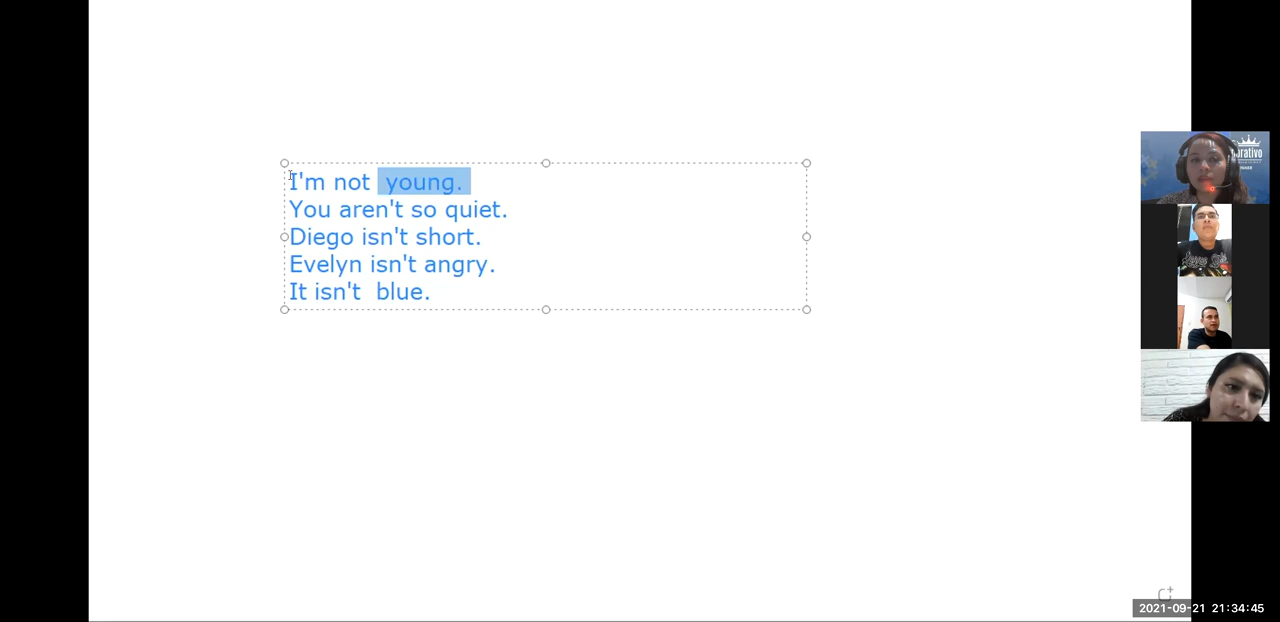 I'm not  young.
You aren't so quiet.
Diego isn't short.
Evelyn isn't angry.
It isn't  blue.
orativo
2021-09-21 21:34:45